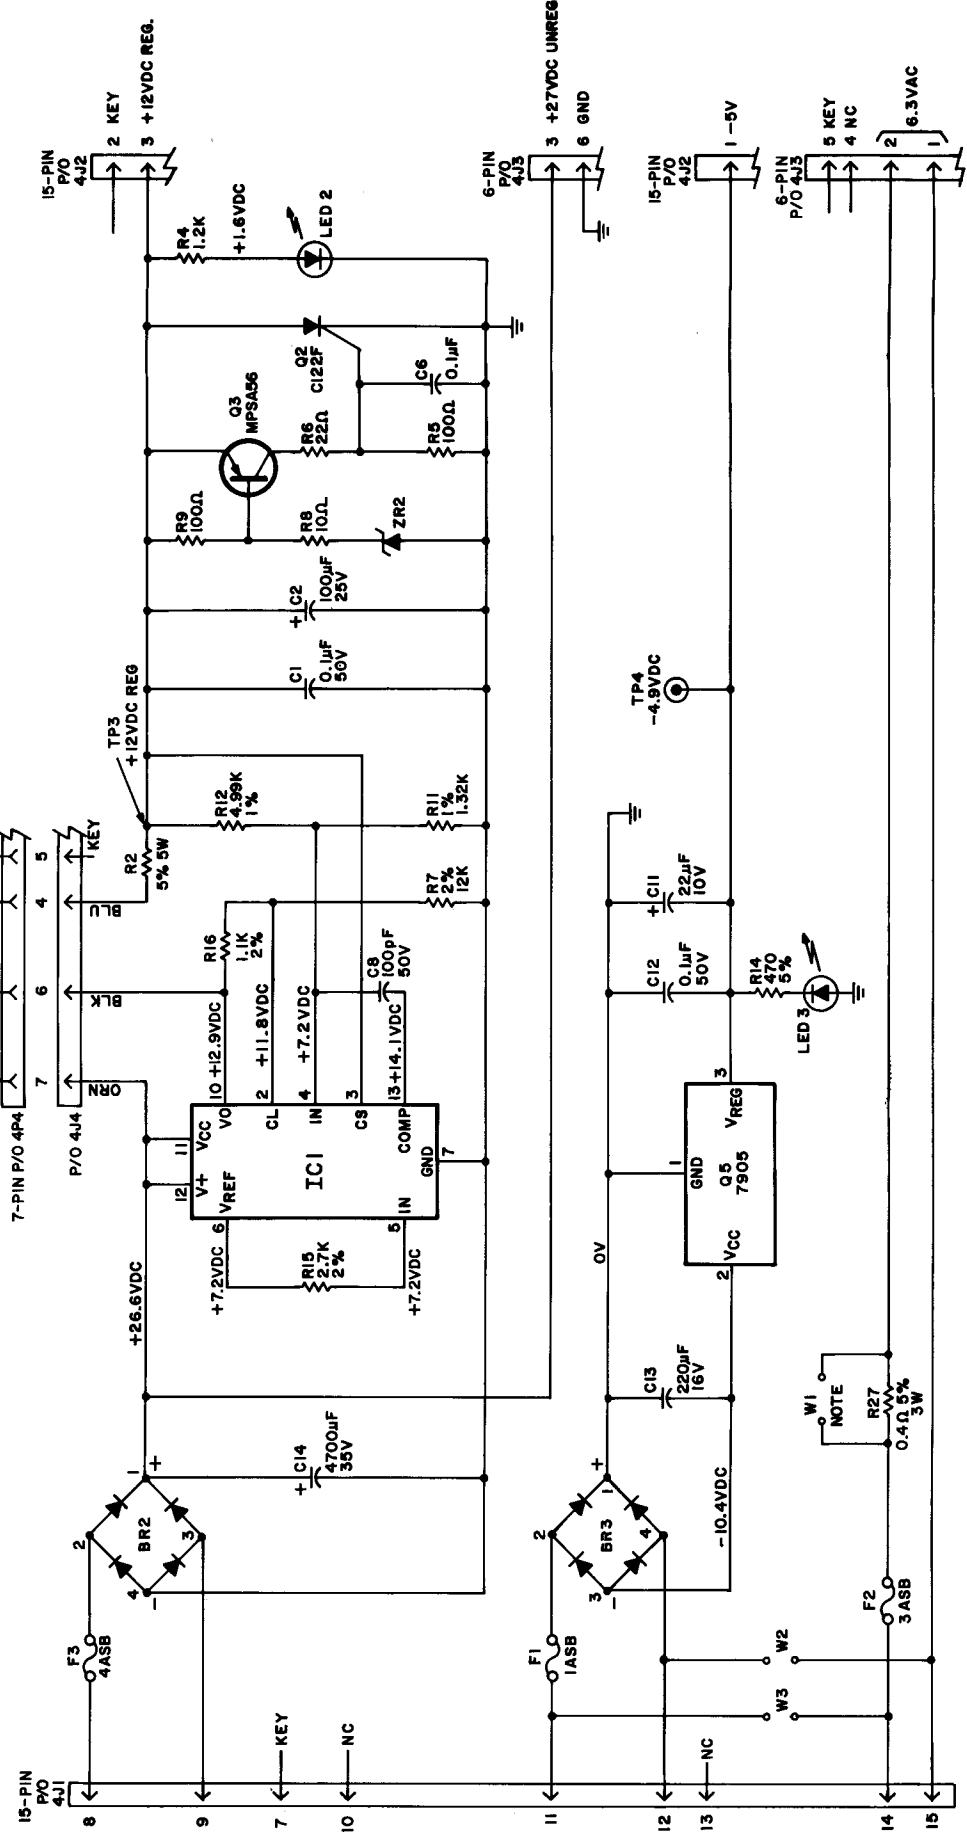 15-PIN
P/O
4J1
8
9
7
KEY
10
NC
11
12
13
NC
14
15
F3
4ASB
2
BR2
1
+
3
4
–
+
C14
4700µF
35V
+26.6VDC
7-PIN P/O 4P4
P/O 4J4
7
6
5
4
ORN
BLK
BLU
KEY
12
11
V+
VCC
6
VREF
+7.2VDC
R15
2.7K
2%
+7.2VDC
5
IN
IC1
VO
CL
IN
CS
COMP
GND
7
10 +12.9VDC
2
+11.8VDC
4
+7.2VDC
3
13 +14.1VDC
C8
100pF
50V
R16
1.1K
2%
R7
2%
12K
R2
5% 5W
TP3
+12VDC REG
R12
4.99K
1%
R11
1%
1.32K
C1
0.1µF
50V
+
C2
100µF
25V
R9
100Ω
R8
10Ω
ZR2
Q3
MPSA56
R6
22Ω
R5
100Ω
Q2
C122F
C6
0.1µF
R4
1.2K
+1.6VDC
LED 2
15-PIN
P/O
4J2
2 KEY
3 +12VDC REG.
6-PIN
P/O
4J3
3 +27VDC UNREG
6 GND
F1
1ASB
2
BR3
1
+
3
–
4
-10.4VDC
C13
220µF
16V
0V
1
GND
Q5
7905
2
VCC
VREG
3
C12
0.1µF
50V
+
C11
22µF
10V
R14
470
5%
LED 3
TP4
-4.9VDC
15-PIN
P/O
4J2
1 -5V
W3
W2
F2
3 ASB
W1
NOTE
R27
0.4Ω 5%
3W
6-PIN
P/O 4J3
5 KEY
4 NC
2
1
6.3VAC